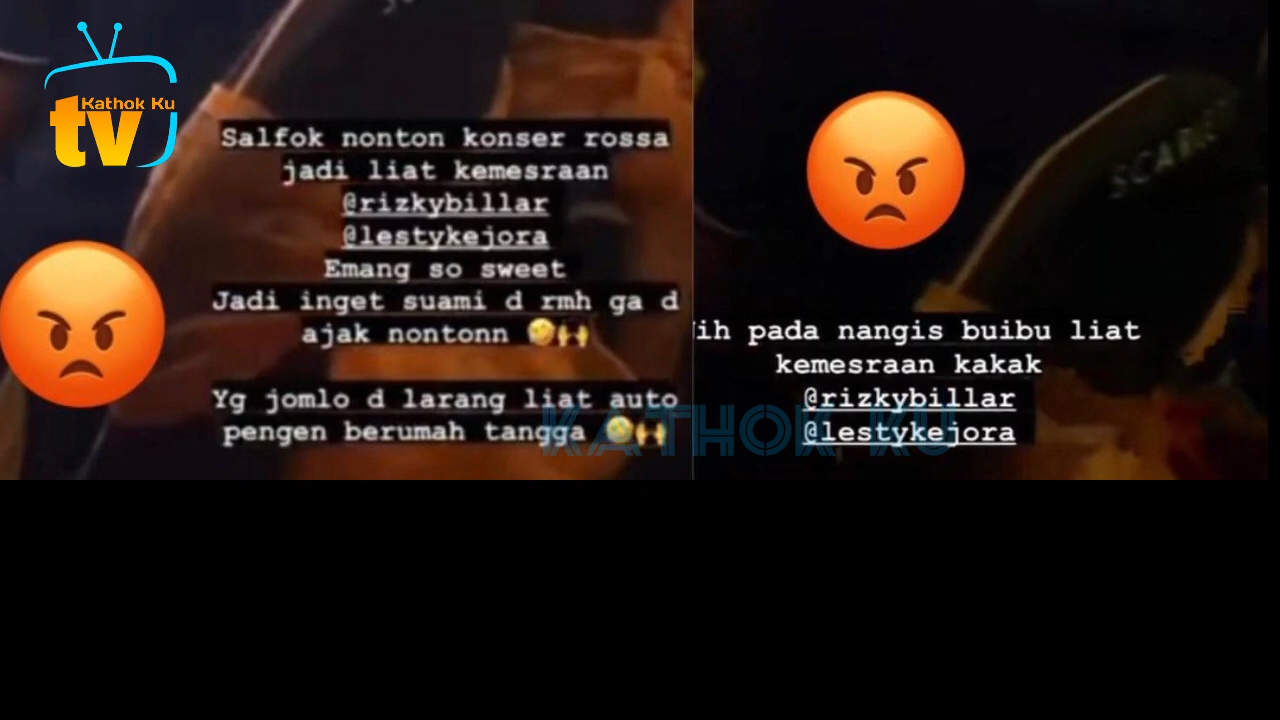 Kathok Ku
tv
Salfok nonton konser rossa
jadi liat kemesraan
@rizkybillar
@lestykejora
Emang so sweet
Jadi inget suami d rmh ga d
ajak nontonn 🤣🙌
Yg jomlo d larang liat auto
pengen berumah tangga 🤣🙌
ih pada nangis buibu liat
kemesraan kakak
@rizkybillar
@lestykejora
KATHOK KU